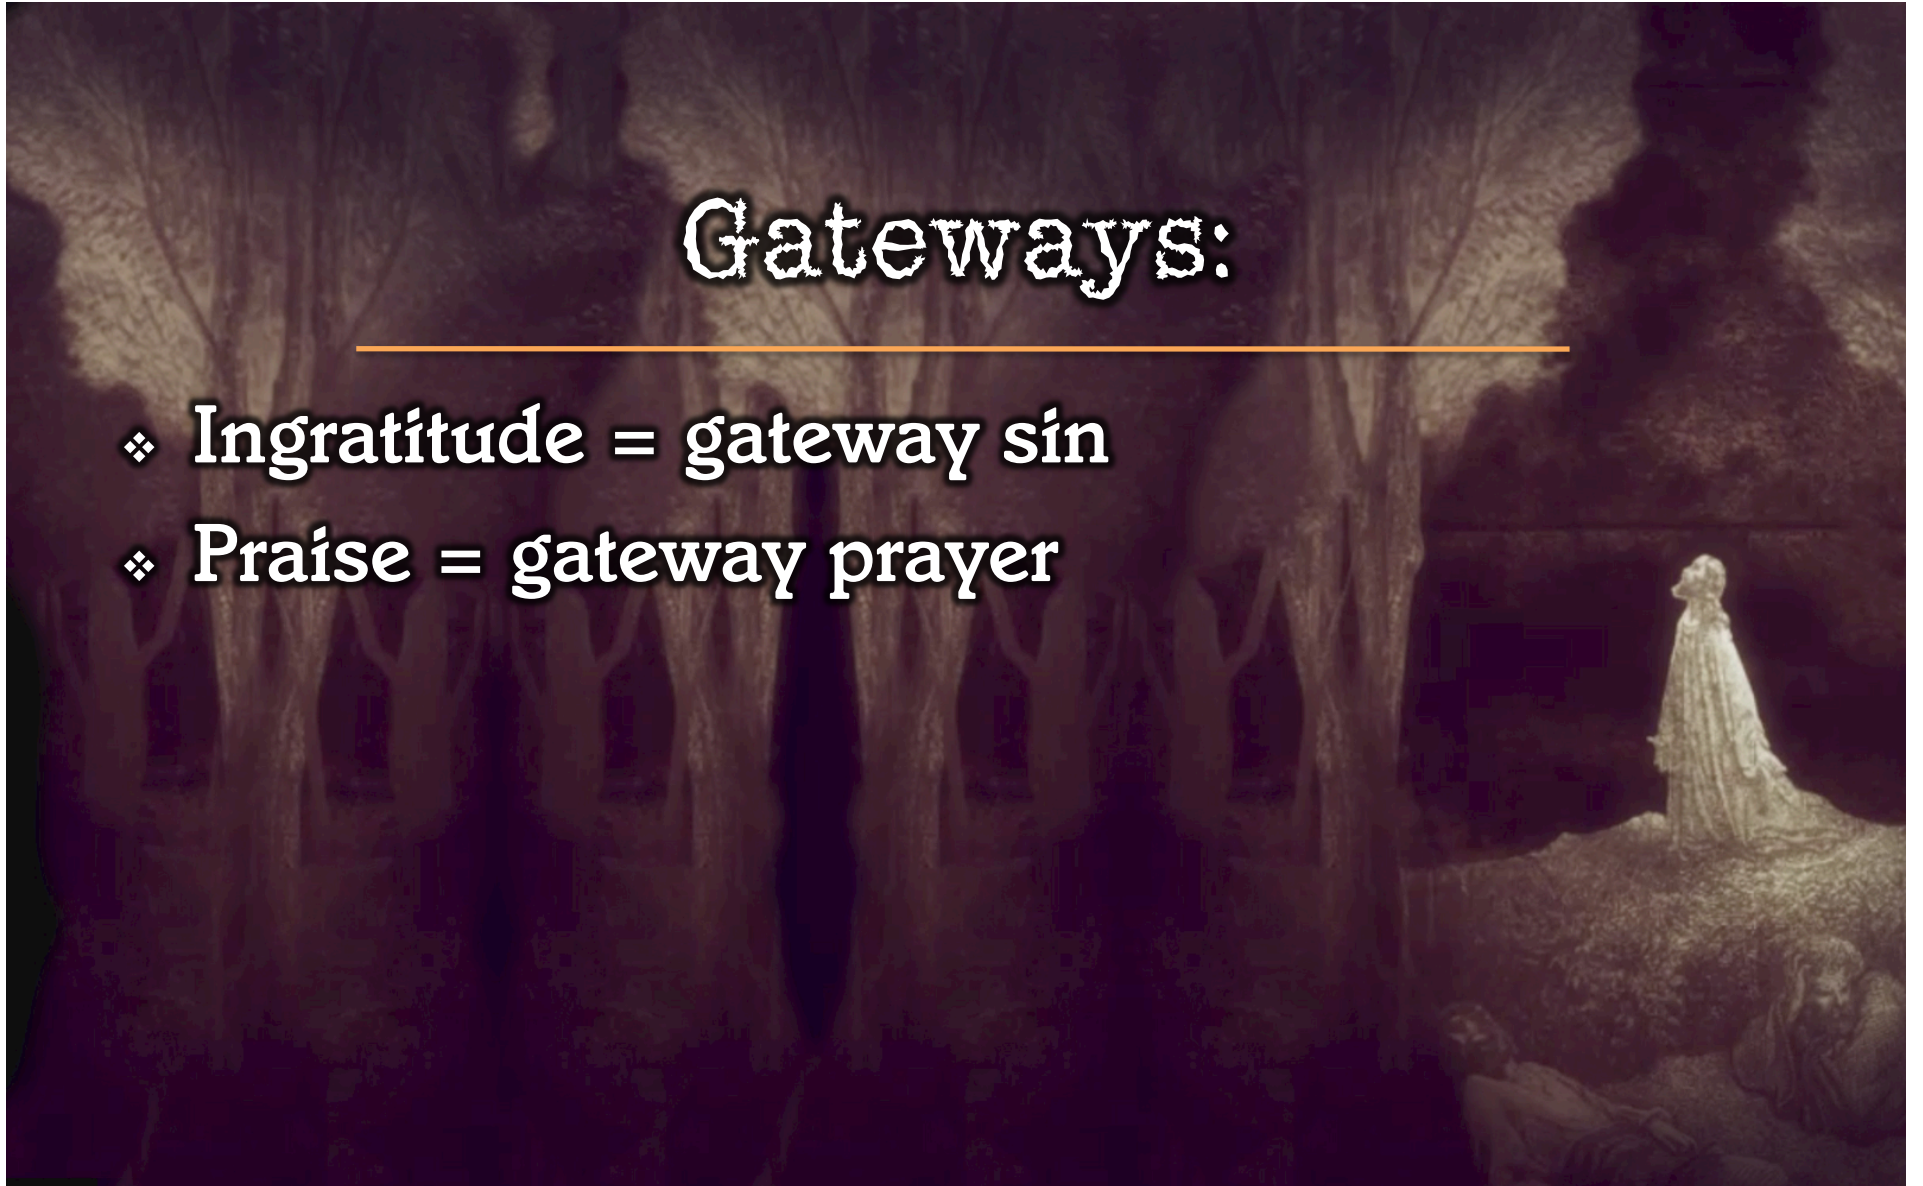 Gateways:
❖ Ingratitude = gateway sin
❖ Praise = gateway prayer